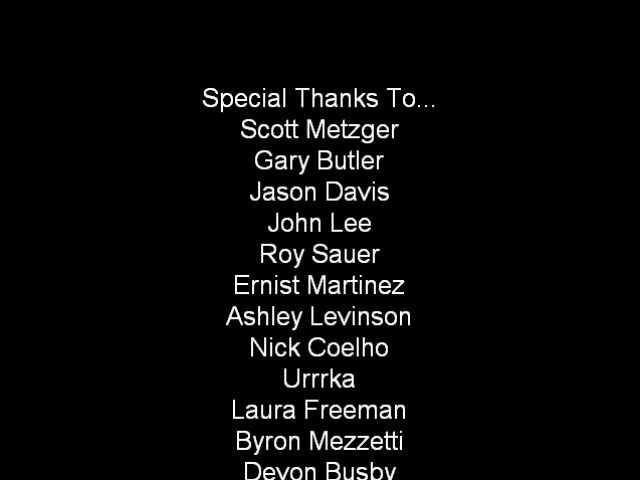 Special Thanks To...
Scott Metzger
Gary Butler
Jason Davis
John Lee
Roy Sauer
Ernist Martinez
Ashley Levinson
Nick Coelho
Urrrka
Laura Freeman
Byron Mezzetti
Devon Busby